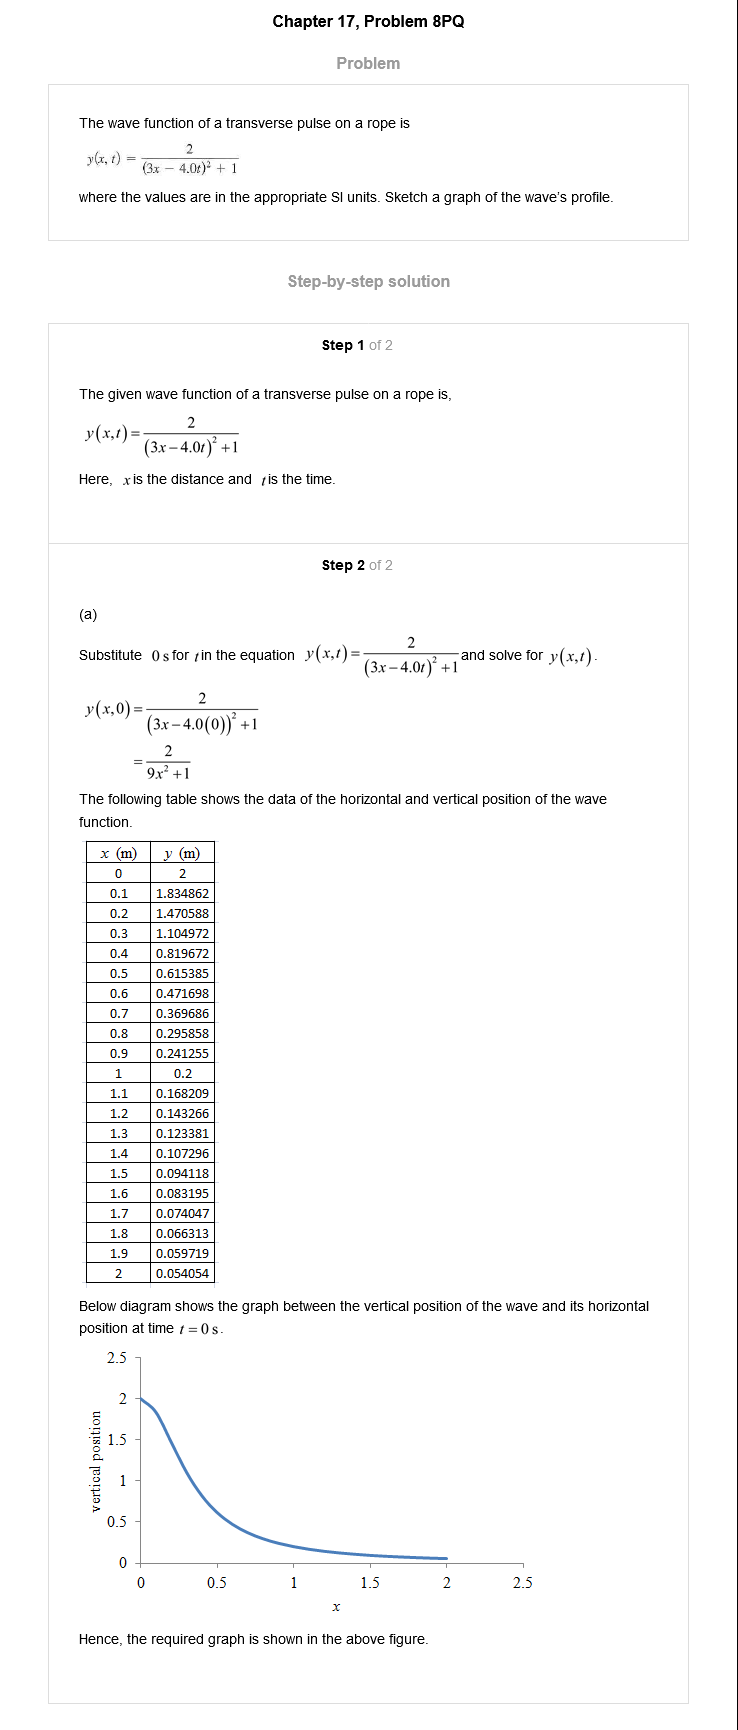 Chapter 17, Problem 8PQ
Problem
The wave function of a transverse pulse on a rope is
y(x, t) = 2 / ((3x − 4.0t)² + 1)
where the values are in the appropriate SI units. Sketch a graph of the wave's profile.
Step-by-step solution
Step 1 of 2
The given wave function of a transverse pulse on a rope is,
y(x,t) = 2 / ((3x − 4.0t)² + 1)
Here, x is the distance and t is the time.
Step 2 of 2
(a)
Substitute 0 s for t in the equation y(x,t) = 2 / ((3x − 4.0t)² + 1) and solve for y(x,t).
y(x,0) = 2 / ((3x − 4.0(0))² + 1)
= 2 / (9x² + 1)
The following table shows the data of the horizontal and vertical position of the wave
function.
x (m) y (m)
0 2
0.1 1.834862
0.2 1.470588
0.3 1.104972
0.4 0.819672
0.5 0.615385
0.6 0.471698
0.7 0.369686
0.8 0.295858
0.9 0.241255
1 0.2
1.1 0.168209
1.2 0.143266
1.3 0.123381
1.4 0.107296
1.5 0.094118
1.6 0.083195
1.7 0.074047
1.8 0.066313
1.9 0.059719
2 0.054054
Below diagram shows the graph between the vertical position of the wave and its horizontal
position at time t = 0 s.
2.5
2
1.5
1
0.5
0
vertical position
0 0.5 1 1.5 2 2.5
x
Hence, the required graph is shown in the above figure.